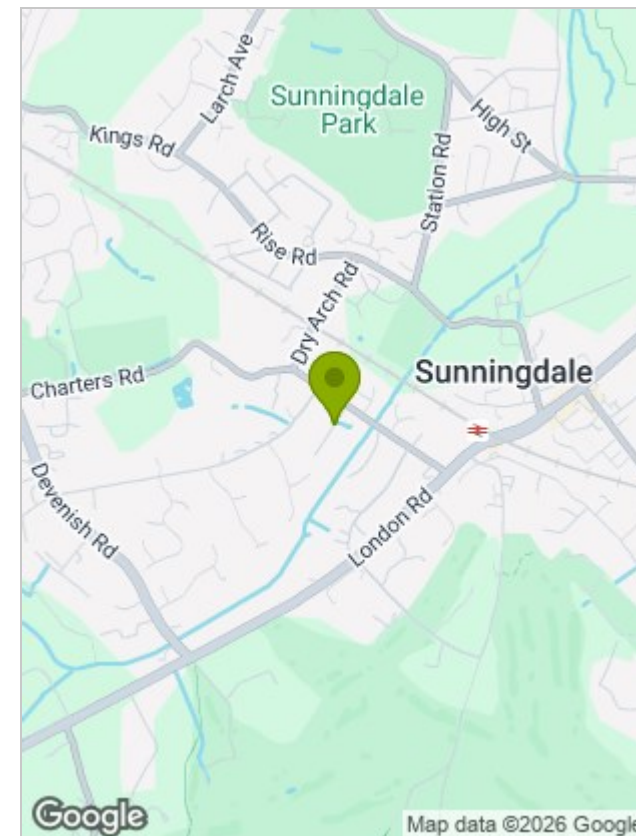 Larch Ave
Sunningdale
Park
High St
Kings Rd
Station Rd
Rise Rd
Dry Arch Rd
Sunningdale
Charters Rd
Devenish Rd
London Rd
Google
Map data ©2026 Google